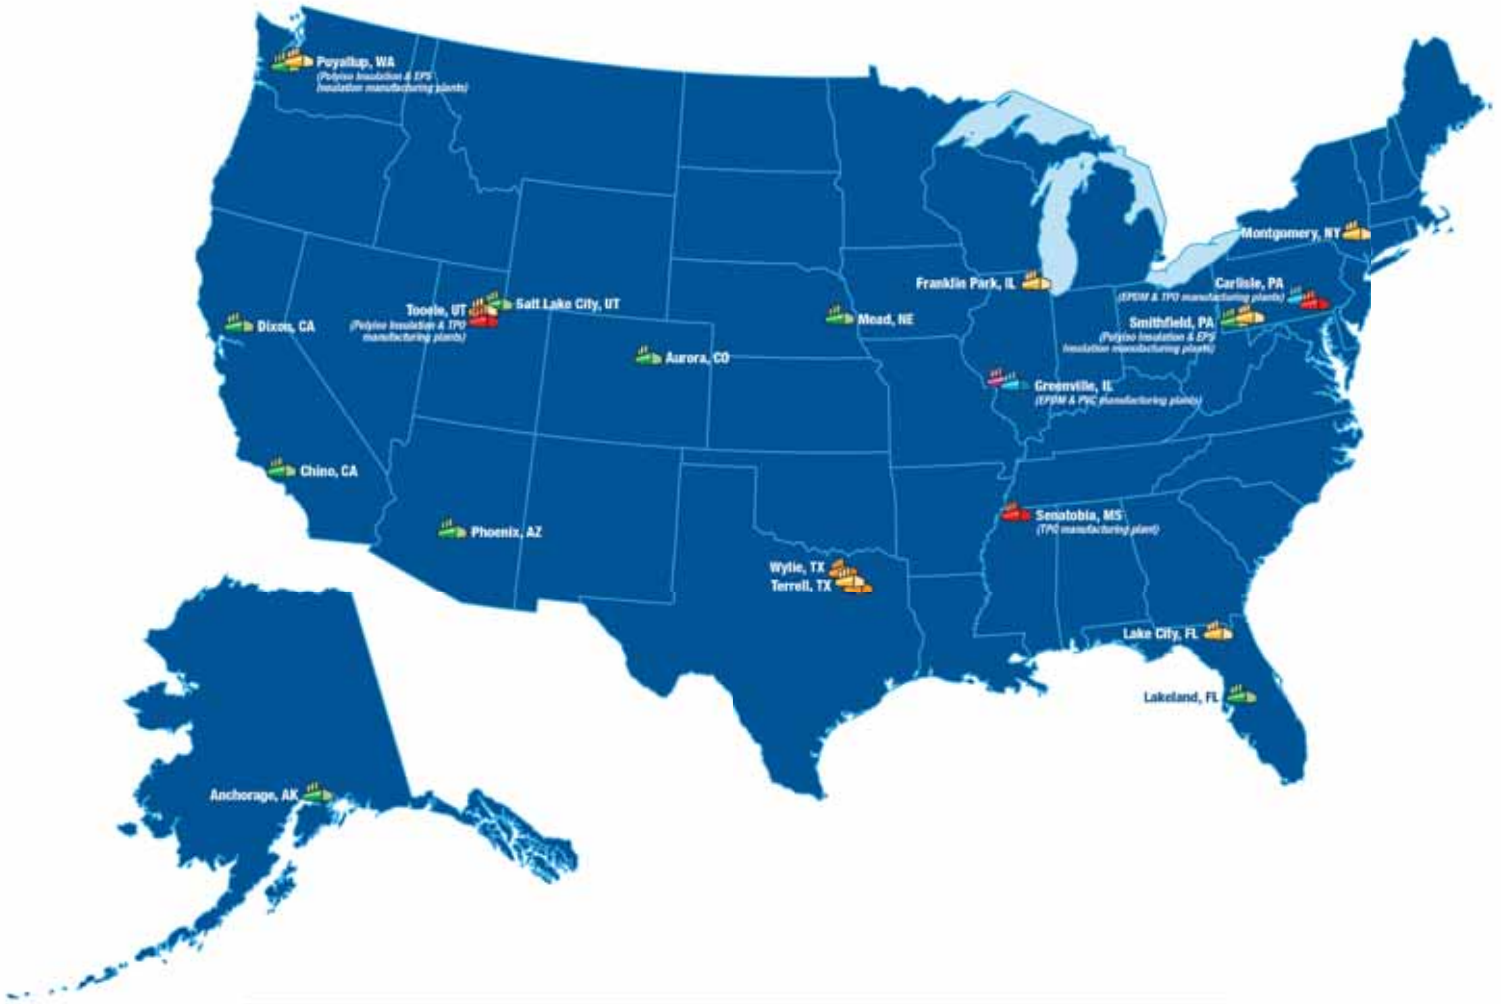 Puyallup, WA
(Polyiso Insulation & EPS
Insulation manufacturing plants)
Montgomery, NY
Franklin Park, IL
Carlisle, PA
(EPDM & TPO manufacturing plants)
Tooele, UT
Salt Lake City, UT
(Polyiso Insulation & TPO
manufacturing plants)
Dixon, CA
Mead, NE
Smithfield, PA
(Polyiso Insulation & EPS
Insulation manufacturing plants)
Aurora, CO
Greenville, IL
(EPDM & PVC manufacturing plants)
Chino, CA
Phoenix, AZ
Senatobia, MS
(TPO manufacturing plant)
Wylie, TX
Terrell, TX
Lake City, FL
Lakeland, FL
Anchorage, AK